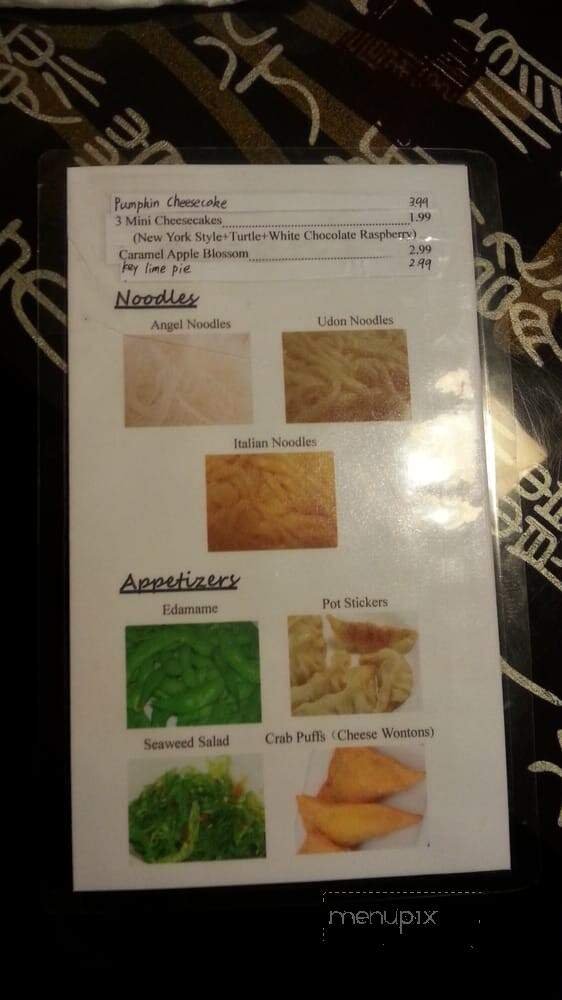 Pumpkin Cheesecake 3.99
3 Mini Cheesecakes 1.99
(New York Style+Turtle+White Chocolate Raspberry)
Caramel Apple Blossom 2.99
key lime pie 2.99
Noodles
Angel Noodles Udon Noodles
Italian Noodles
Appetizers
Edamame Pot Stickers
Seaweed Salad Crab Puffs (Cheese Wontons)
menupix